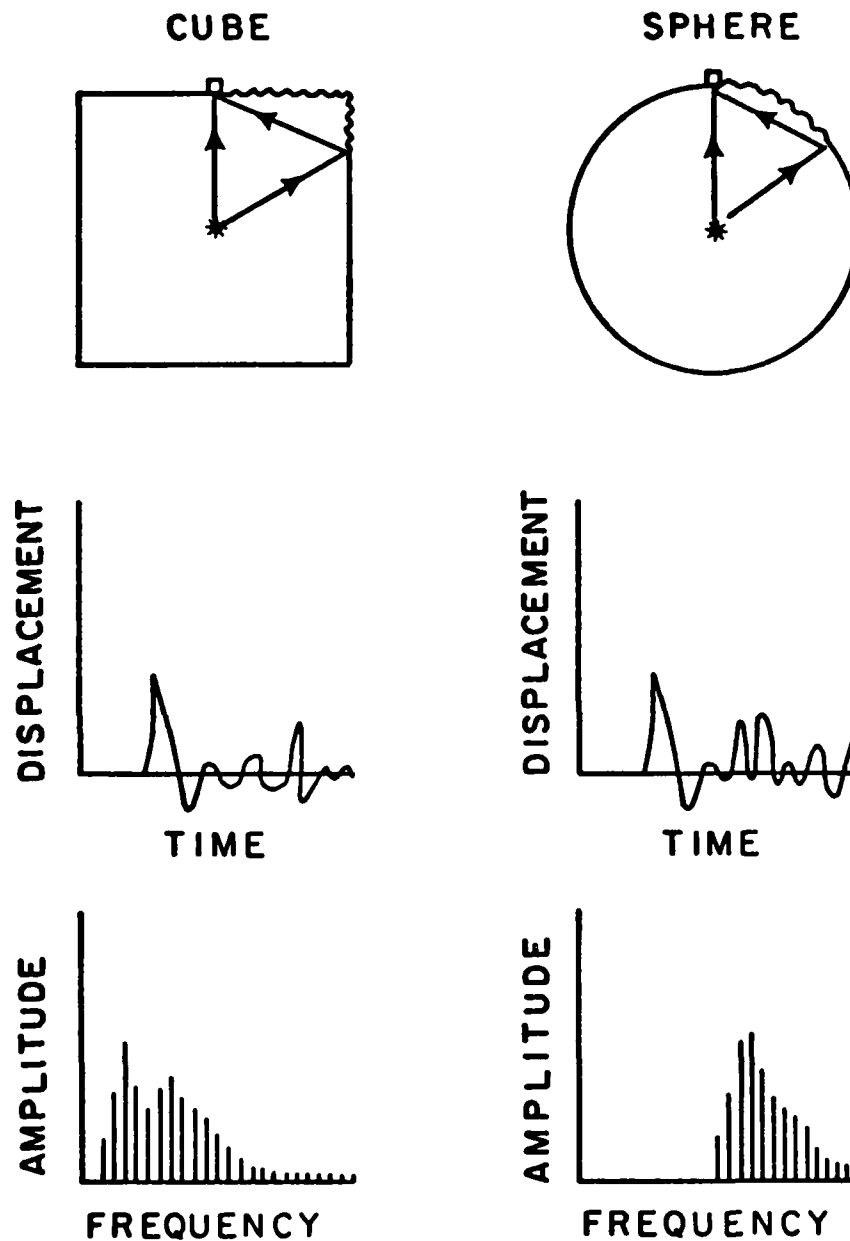 CUBE
SPHERE
DISPLACEMENT
TIME
DISPLACEMENT
TIME
AMPLITUDE
FREQUENCY
AMPLITUDE
FREQUENCY